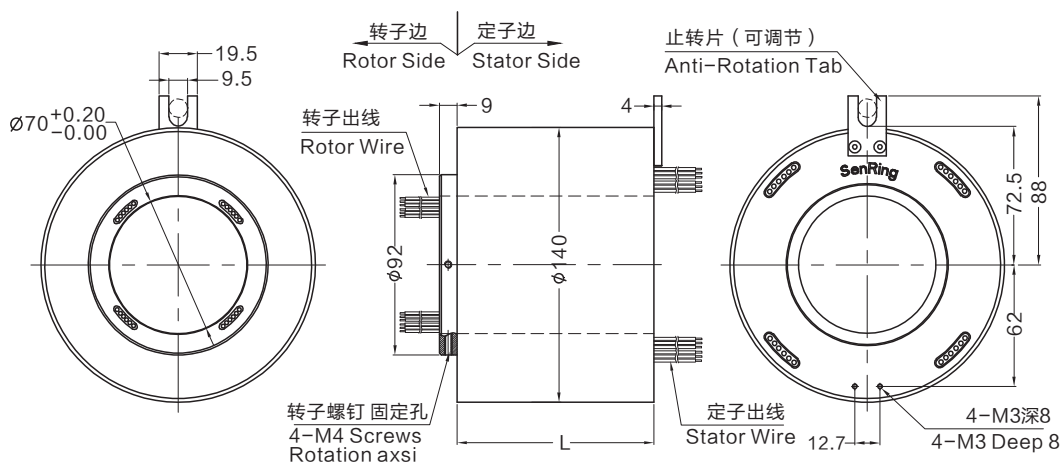 转子边
定子边
Rotor Side
Stator Side
止转片（可调节）
Anti-Rotation Tab
19.5
9.5
9
4
Ø70+0.20
-0.00
转子出线
Rotor Wire
SenRing
72.5
88
ø92
ø140
62
转子螺钉 固定孔
4-M4 Screws
Rotation axsi
L
定子出线
Stator Wire
12.7
4-M3深8
4-M3 Deep 8